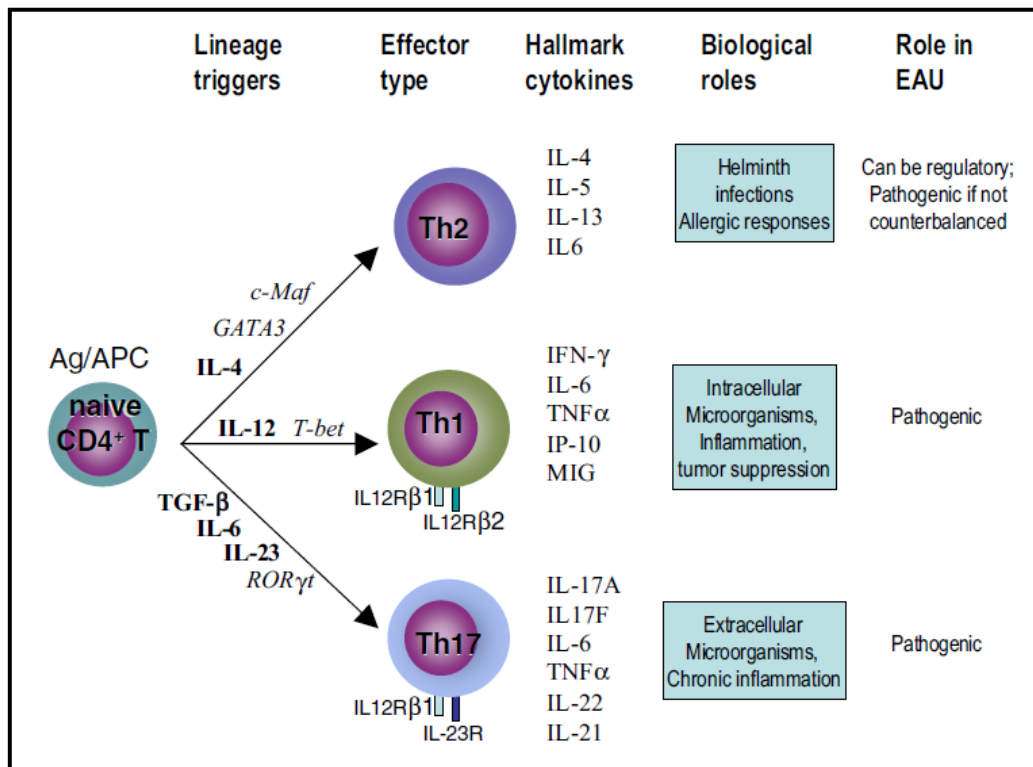 Lineage triggers
Effector type
Hallmark cytokines
Biological roles
Role in EAU
IL-4
IL-5
IL-13
IL6
Helminth
infections
Allergic responses
Can be regulatory;
Pathogenic if not
counterbalanced
Th2
c-Maf
GATA3
IL-4
Ag/APC
naive
CD4⁺ T
IL-12 T-bet
Th1
IL12Rβ1
IL12Rβ2
IFN-γ
IL-6
TNFα
IP-10
MIG
Intracellular
Microorganisms,
Inflammation,
tumor suppression
Pathogenic
TGF-β
IL-6
IL-23
RORγt
Th17
IL12Rβ1
IL-23R
IL-17A
IL17F
IL-6
TNFα
IL-22
IL-21
Extracellular
Microorganisms,
Chronic inflammation
Pathogenic